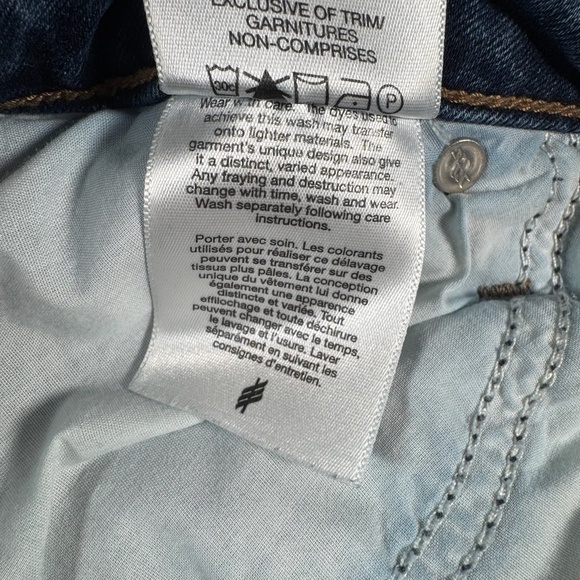 EXCLUSIVE OF TRIM/
GARNITURES
NON-COMPRISES
30c P
Wear with care. The dyes used to
achieve this wash may transfer
onto lighter materials. The
garment's unique design also give
it a distinct, varied appearance.
Any fraying and destruction may
change with time, wash and wear.
Wash separately following care
instructions.
Porter avec soin. Les colorants
utilisés pour réaliser ce délavage
peuvent se transférer sur des
tissus plus pâles. La conception
unique du vêtement lui donne
également une apparence
distincte et variée. Tout
effilochage et toute déchirure
peuvent changer avec le temps,
le lavage et l'usure. Laver
séparément en suivant les
consignes d'entretien.